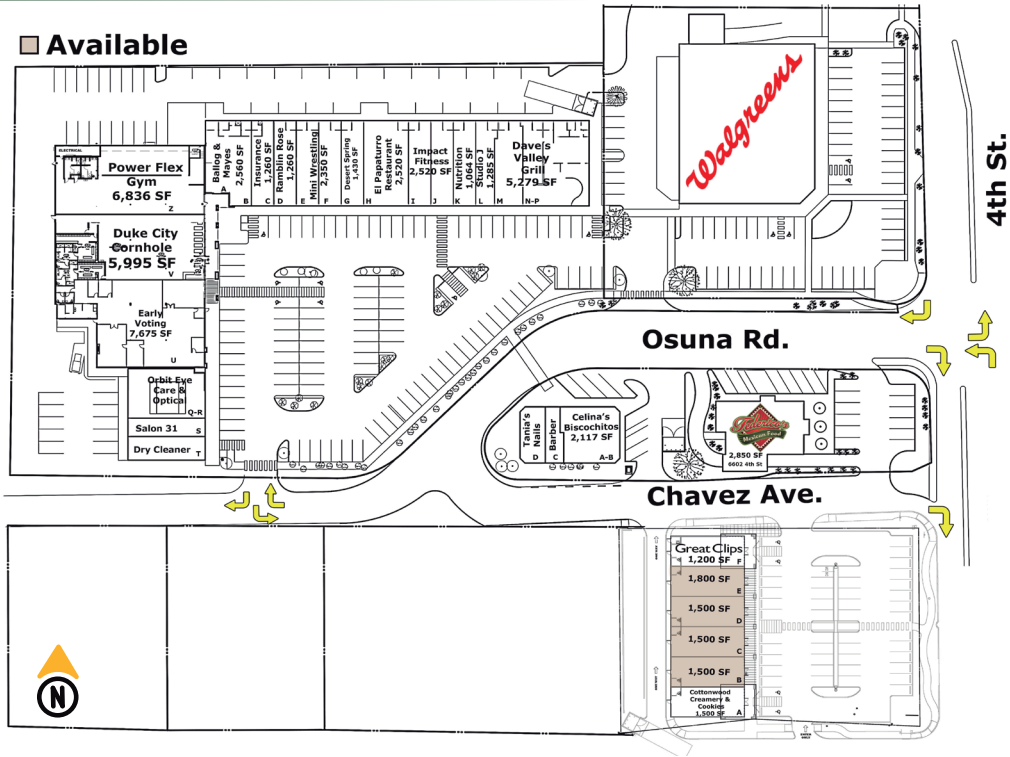 Available
Walgreens
4th St.
ELECTRICAL
Power Flex
Gym
6,836 SF
Z
Duke City
Cornhole
5,995 SF
V
Early
Voting
7,675 SF
U
Orbit Eye
Care &
Optical
Q-R
Salon 31
S
Dry Cleaner
T
Ballog &
Mayes
2,560 SF
A
B
Insurance
1,260 SF
C
Ramblin Rose
1,260 SF
D
E
Mini Wrestling
2,350 SF
F
Desert Spring
1,430 SF
G
El Papaturro
Restaurant
2,520 SF
H
Impact
Fitness
2,520 SF
I
J
Nutrition
1,064 SF
K
Studio J
1,285 SF
L
M
Dave's
Valley
Grill
5,279 SF
N-P
Osuna Rd.
Tania's
Nails
D
Barber
C
Celina's
Biscochitos
2,117 SF
A-B
Mexican Food
2,850 SF
6602 4th St
Chavez Ave.
Great Clips
1,200 SF
F
1,800 SF
E
1,500 SF
D
1,500 SF
C
1,500 SF
B
Cottonwood
Creamery &
Cookies
1,500 SF
A
N